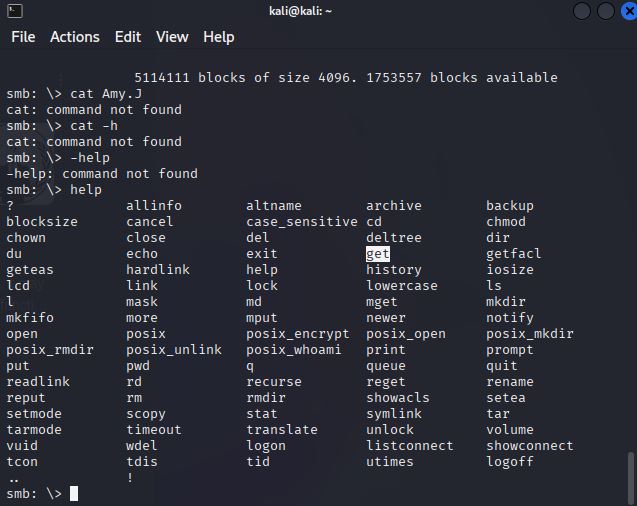 kali@kali: ~
File Actions Edit View Help
5114111 blocks of size 4096. 1753557 blocks available
smb: \> cat Amy.J
cat: command not found
smb: \> cat -h
cat: command not found
smb: \> -help
-help: command not found
smb: \> help
? allinfo altname archive backup
blocksize cancel case_sensitive cd chmod
chown close del deltree dir
du echo exit get getfacl
geteas hardlink help history iosize
lcd link lock lowercase ls
l mask md mget mkdir
mkfifo more mput newer notify
open posix posix_encrypt posix_open posix_mkdir
posix_rmdir posix_unlink posix_whoami print prompt
put pwd q queue quit
readlink rd recurse reget rename
reput rm rmdir showacls setea
setmode scopy stat symlink tar
tarmode timeout translate unlock volume
vuid wdel logon listconnect showconnect
tcon tdis tid utimes logoff
.. !
smb: \>